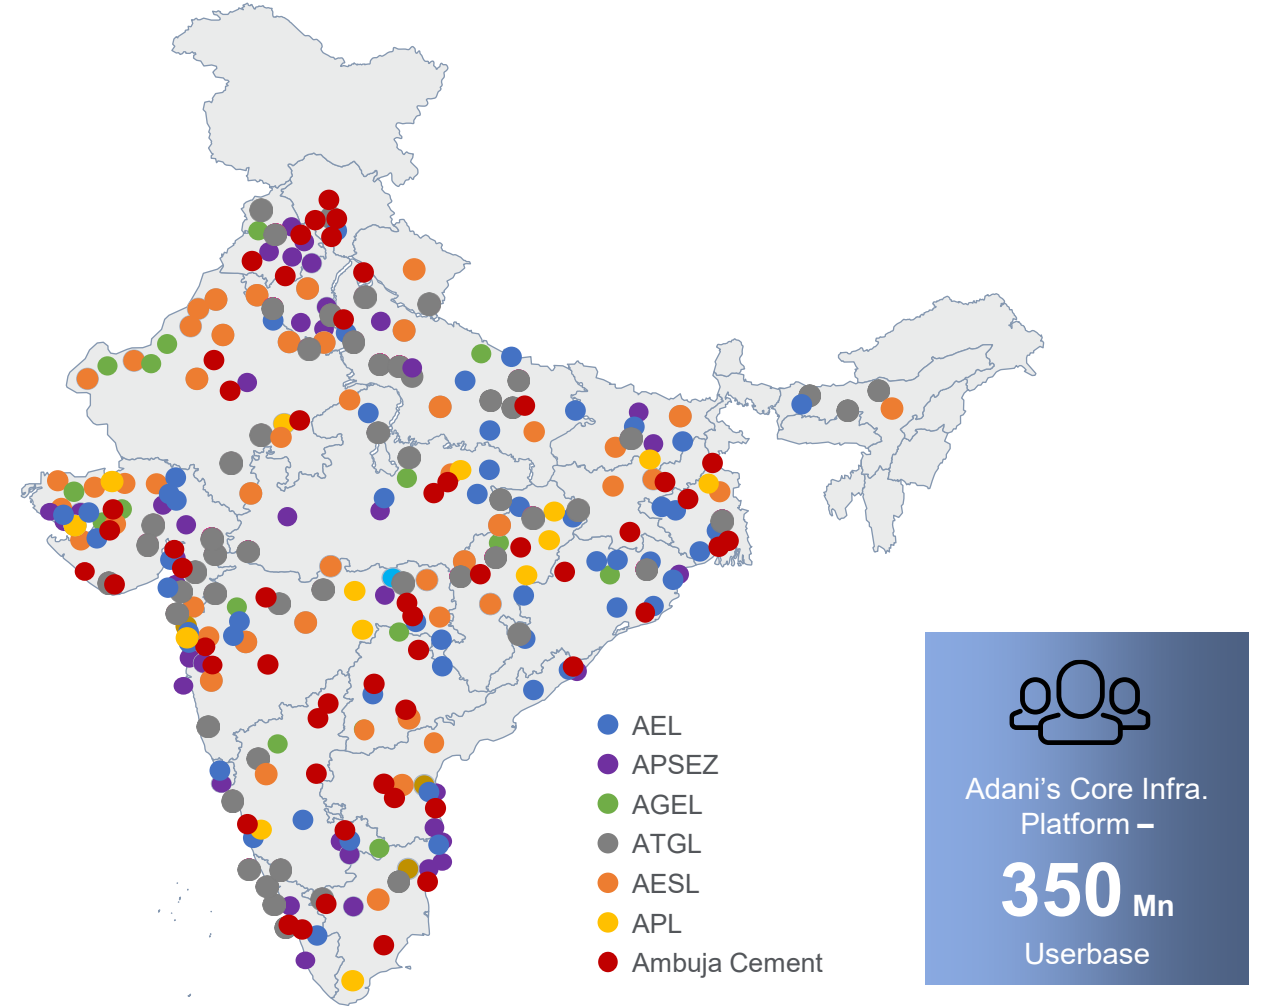 AEL
APSEZ
AGEL
ATGL
AESL
APL
Ambuja Cement
Adani’s Core Infra.
Platform –
350 Mn
Userbase